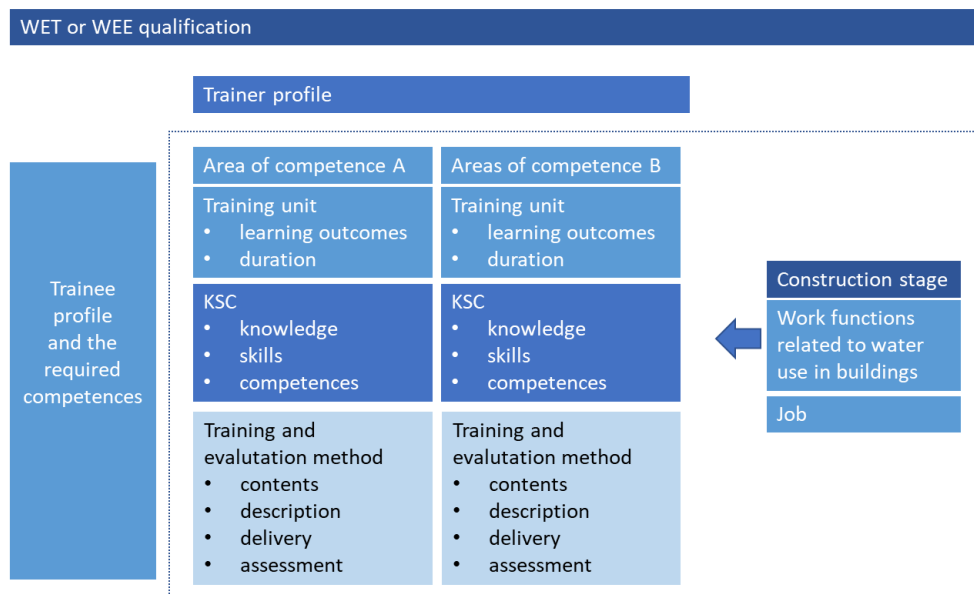 WET or WEE qualification
Trainer profile
Trainee
profile
and the
required
competences
Area of competence A
Training unit
• learning outcomes
• duration
KSC
• knowledge
• skills
• competences
Training and
evalutation method
• contents
• description
• delivery
• assessment
Areas of competence B
Training unit
• learning outcomes
• duration
KSC
• knowledge
• skills
• competences
Training and
evalutation method
• contents
• description
• delivery
• assessment
Construction stage
Work functions
related to water
use in buildings
Job